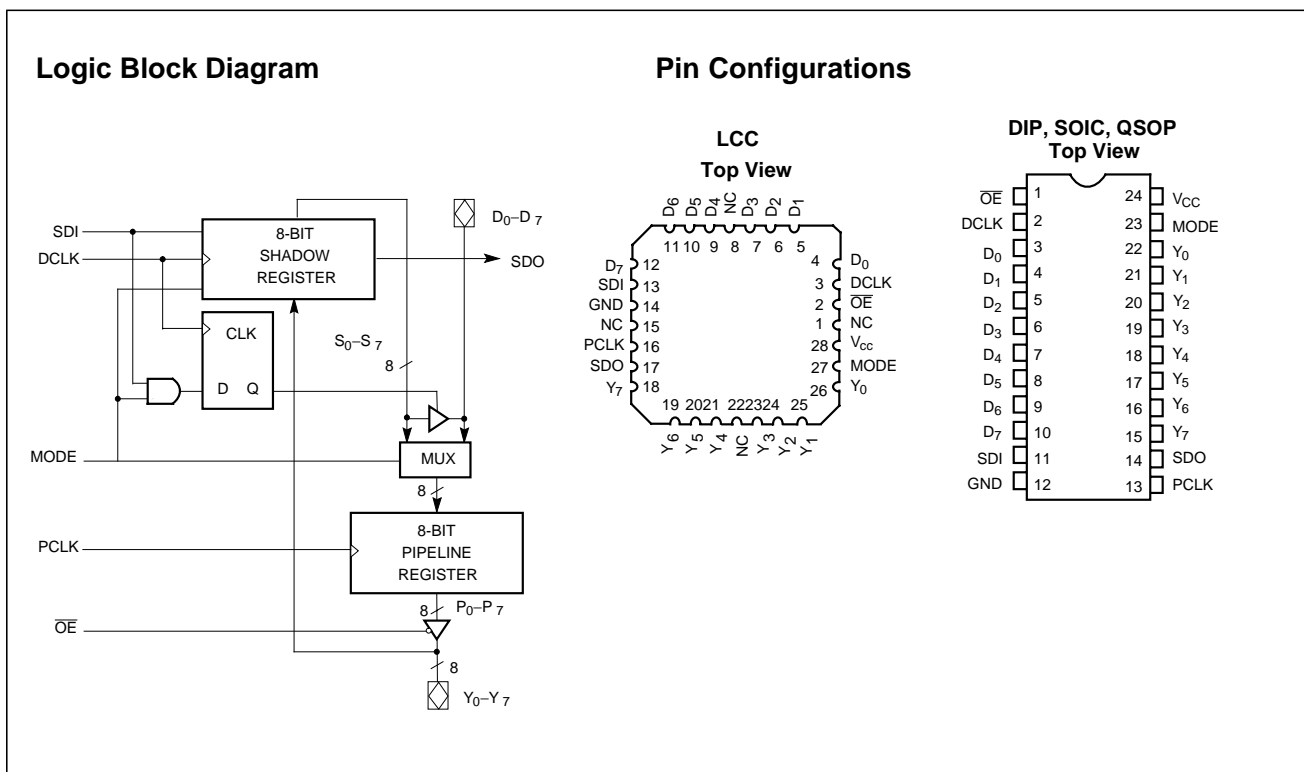 Logic Block Diagram
Pin Configurations
D₀–D₇
SDI
DCLK
MODE
PCLK
O̅E̅
8-BIT
SHADOW
REGISTER
SDO
CLK
D Q
S₀–S₇
8
MUX
8
8-BIT
PIPELINE
REGISTER
8 P₀–P₇
8
Y₀–Y₇
LCC
Top View
D₆ D₅ D₄ NC D₃ D₂ D₁
11 10 9 8 7 6 5
D₇ 12
SDI 13
GND 14
NC 15
PCLK 16
SDO 17
Y₇ 18
4 D₀
3 DCLK
2 O̅E̅
1 NC
28 Vcc
27 MODE
26 Y₀
19 20 21 22 23 24 25
Y₆ Y₅ Y₄ NC Y₃ Y₂ Y₁
DIP, SOIC, QSOP
Top View
O̅E̅ 1 24 VCC
DCLK 2 23 MODE
D₀ 3 22 Y₀
D₁ 4 21 Y₁
D₂ 5 20 Y₂
D₃ 6 19 Y₃
D₄ 7 18 Y₄
D₅ 8 17 Y₅
D₆ 9 16 Y₆
D₇ 10 15 Y₇
SDI 11 14 SDO
GND 12 13 PCLK